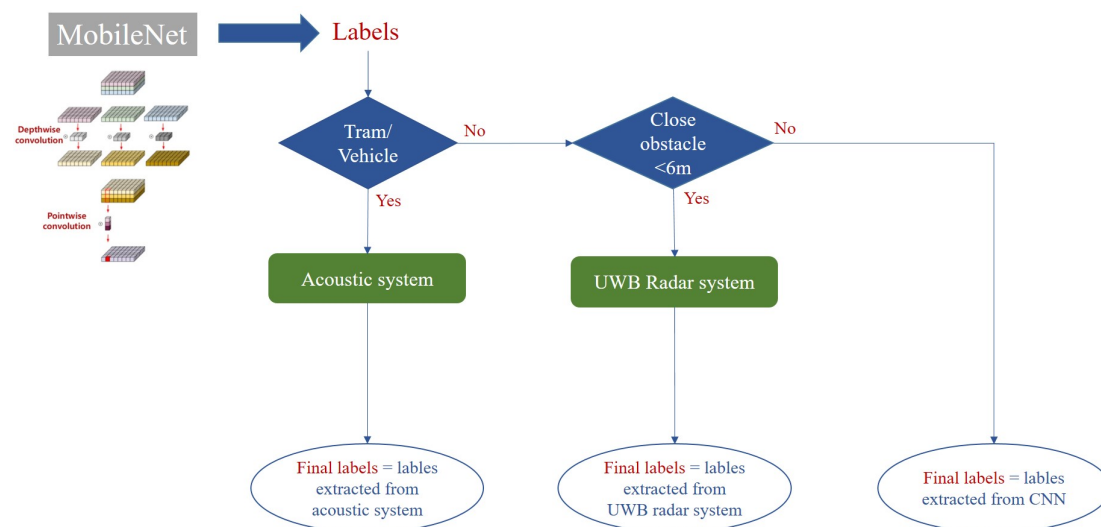 MobileNet
Labels
Depthwise
convolution
Pointwise
convolution
Tram/
Vehicle
No
Close
obstacle
<6m
No
Yes
Yes
Acoustic system
UWB Radar system
Final labels = lables
extracted from
acoustic system
Final labels = lables
extracted from
UWB radar system
Final labels = lables
extracted from CNN